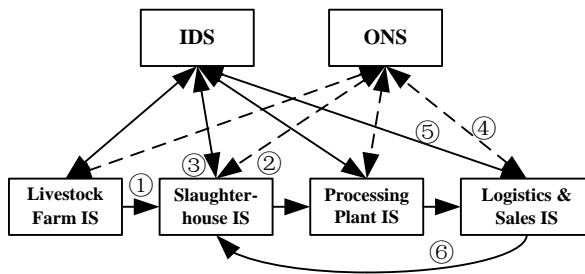 IDS
ONS
⑤
④
③
②
①
Livestock
Farm IS
Slaughter-
house IS
Processing
Plant IS
Logistics &
Sales IS
⑥